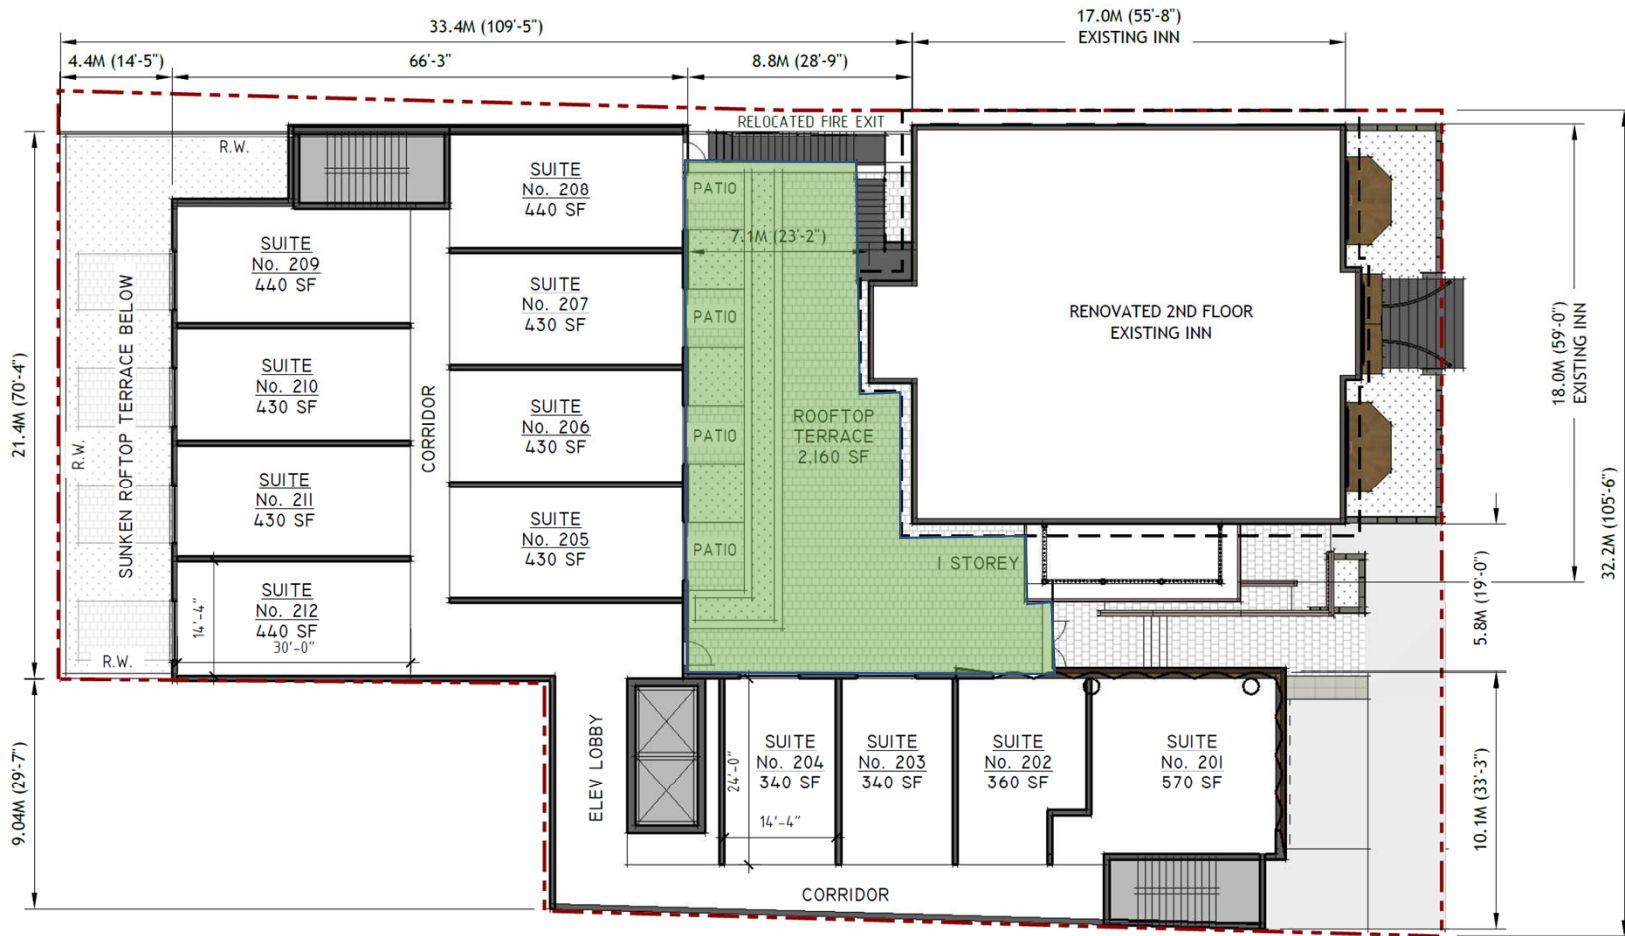 33.4M (109'-5")
17.0M (55'-8")
EXISTING INN
4.4M (14'-5")
66'-3"
8.8M (28'-9")
RELOCATED FIRE EXIT
R.W.
SUITE
No. 208
440 SF
PATIO
7.1M (23'-2")
SUITE
No. 209
440 SF
SUITE
No. 207
430 SF
PATIO
RENOVATED 2ND FLOOR
EXISTING INN
18.0M (59'-0")
EXISTING INN
32.2M (105'-6")
21.4M (70'-4")
R.W.
SUNKEN ROFTOP TERRACE BELOW
SUITE
No. 210
430 SF
CORRIDOR
SUITE
No. 206
430 SF
PATIO
ROOFTOP
TERRACE
2,160 SF
SUITE
No. 211
430 SF
SUITE
No. 205
430 SF
PATIO
1 STOREY
5.8M (19'-0")
SUITE
No. 212
440 SF
14'-4"
30'-0"
R.W.
9.04M (29'-7")
ELEV LOBBY
24'-0"
SUITE
No. 204
340 SF
14'-4"
SUITE
No. 203
340 SF
SUITE
No. 202
360 SF
SUITE
No. 201
570 SF
10.1M (33'-3")
CORRIDOR